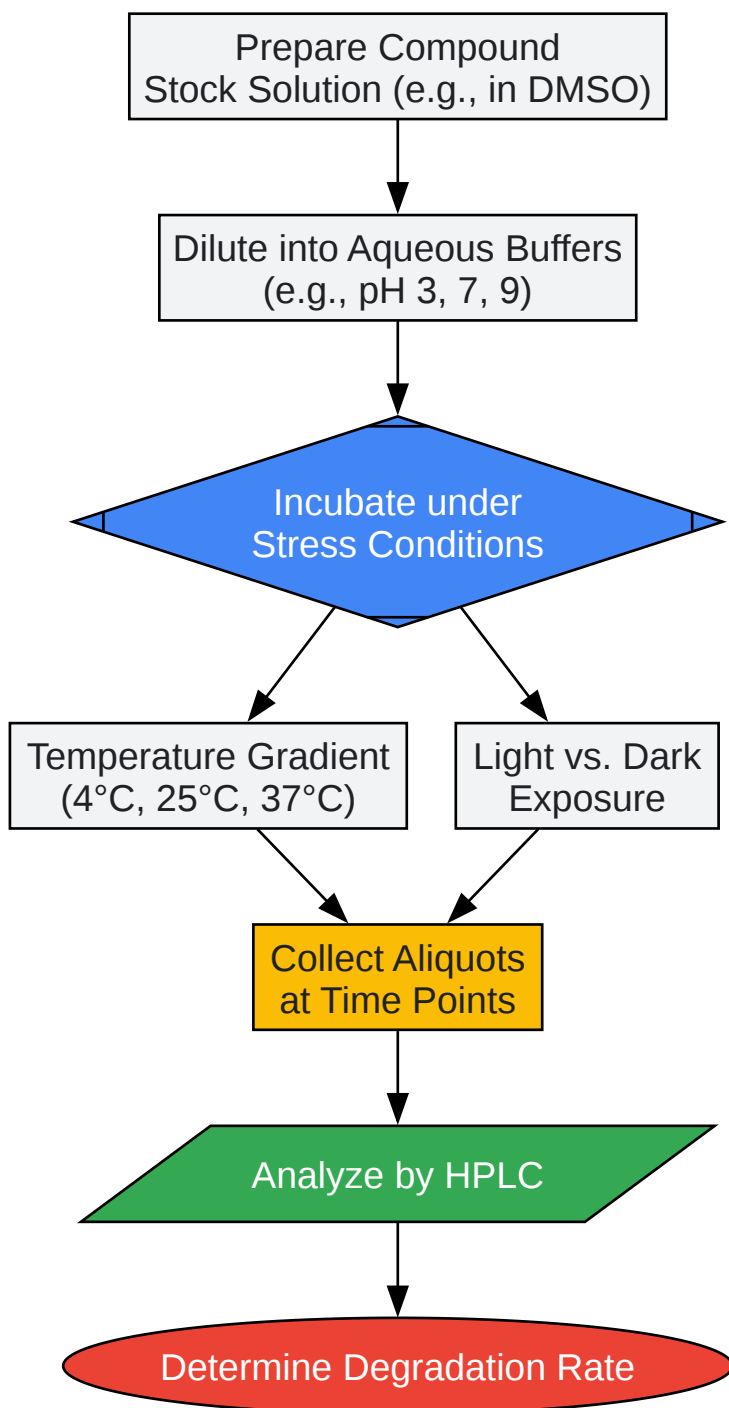 Prepare Compound
Stock Solution (e.g., in DMSO)
Dilute into Aqueous Buffers
(e.g., pH 3, 7, 9)
Incubate under
Stress Conditions
Temperature Gradient
(4°C, 25°C, 37°C)
Light vs. Dark
Exposure
Collect Aliquots
at Time Points
Analyze by HPLC
Determine Degradation Rate